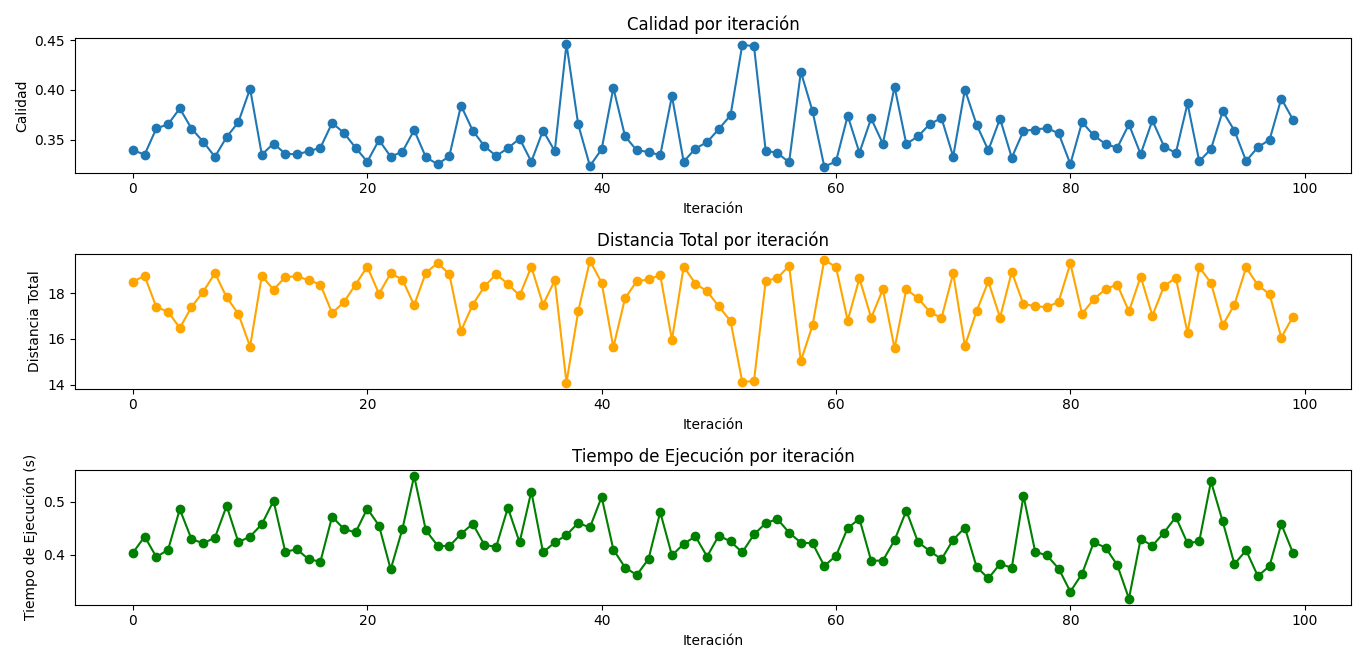 Calidad por iteración
0.45
0.40
0.35
Calidad
0 20 40 60 80 100
Iteración
Distancia Total por iteración
18
16
14
Distancia Total
0 20 40 60 80 100
Iteración
Tiempo de Ejecución por iteración
0.5
0.4
Tiempo de Ejecución (s)
0 20 40 60 80 100
Iteración